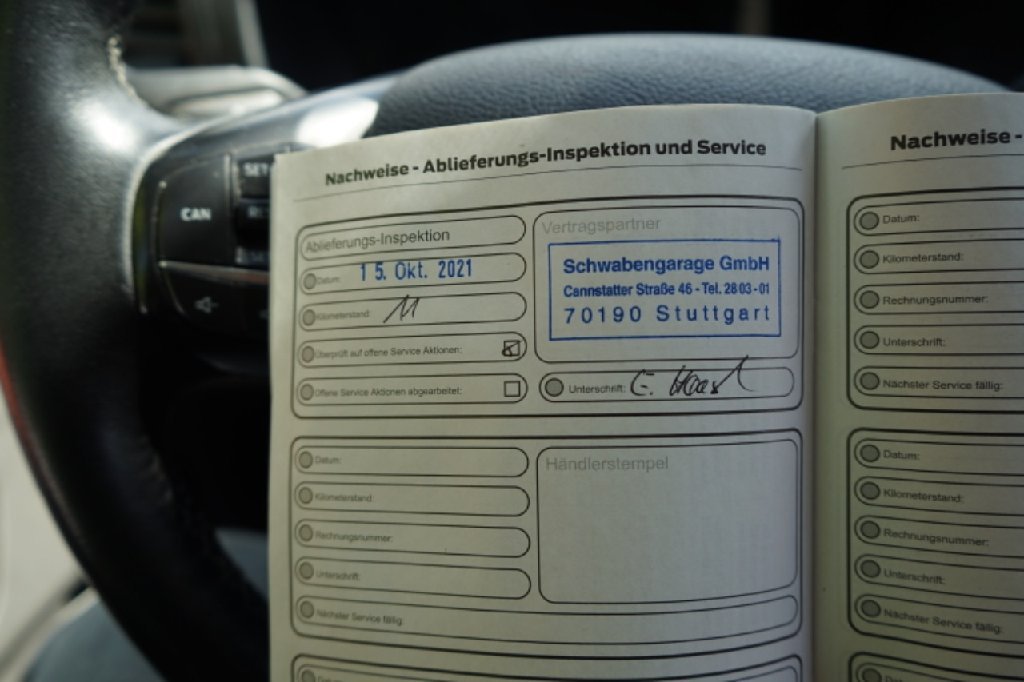 Nachweise - Ablieferungs-Inspektion und Service
Ablieferungs-Inspektion
Datum: 15. Okt. 2021
Kilometerstand: 11
Überprüft auf offene Service Aktionen:
Offene Service Aktionen abgearbeitet:
Vertragspartner
Schwabengarage GmbH
Cannstatter Straße 46 - Tel. 28 03 - 01
70190 Stuttgart
Unterschrift:
Datum:
Kilometerstand:
Rechnungsnummer:
Unterschrift:
Nächster Service fällig:
Händlerstempel
Nachweise -
Datum:
Kilometerstand:
Rechnungsnummer:
Unterschrift:
Nächster Service fällig:
Datum:
Kilometerstand:
Rechnungsnummer:
Unterschrift:
Nächster Service fällig:
CAN